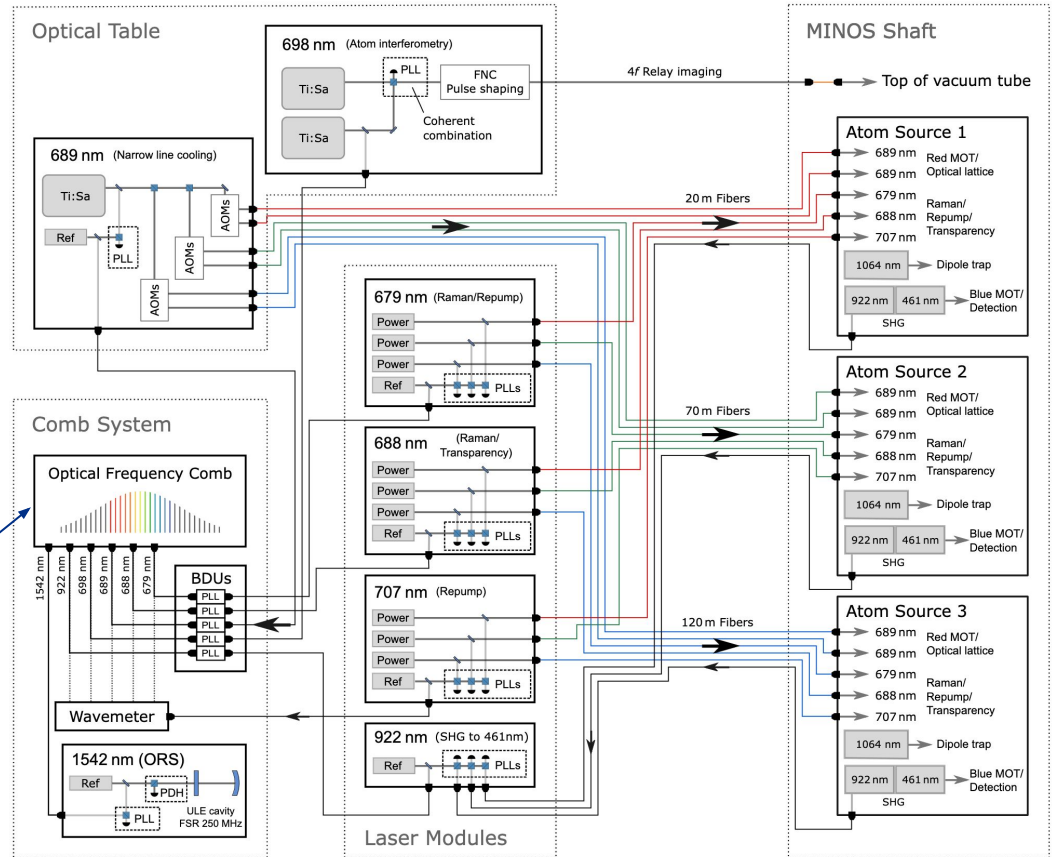 Optical Table
698 nm (Atom interferometry)
Ti:Sa
Ti:Sa
PLL
Coherent
combination
FNC
Pulse shaping
4f Relay imaging
689 nm (Narrow line cooling)
Ti:Sa
Ref
PLL
AOMs
AOMs
AOMs
MINOS Shaft
Top of vacuum tube
20 m Fibers
70 m Fibers
120 m Fibers
Atom Source 1
689 nm
689 nm
679 nm
688 nm
707 nm
Red MOT/
Optical lattice
Raman/
Repump/
Transparency
1064 nm
Dipole trap
922 nm
461 nm
SHG
Blue MOT/
Detection
Atom Source 2
689 nm
689 nm
679 nm
688 nm
707 nm
Red MOT/
Optical lattice
Raman/
Repump/
Transparency
1064 nm
Dipole trap
922 nm
461 nm
SHG
Blue MOT/
Detection
Atom Source 3
689 nm
689 nm
679 nm
688 nm
707 nm
Red MOT/
Optical lattice
Raman/
Repump/
Transparency
1064 nm
Dipole trap
922 nm
461 nm
SHG
Blue MOT/
Detection
679 nm (Raman/Repump)
Power
Power
Power
Ref
PLLs
688 nm (Raman/
Transparency)
Power
Power
Power
Ref
PLLs
707 nm (Repump)
Power
Power
Power
Ref
PLLs
922 nm (SHG to 461nm)
Ref
PLLs
Laser Modules
Comb System
Optical Frequency Comb
1542 nm
922 nm
698 nm
689 nm
688 nm
679 nm
BDUs
PLL
PLL
PLL
PLL
PLL
Wavemeter
1542 nm (ORS)
Ref
PDH
PLL
ULE cavity
FSR 250 MHz